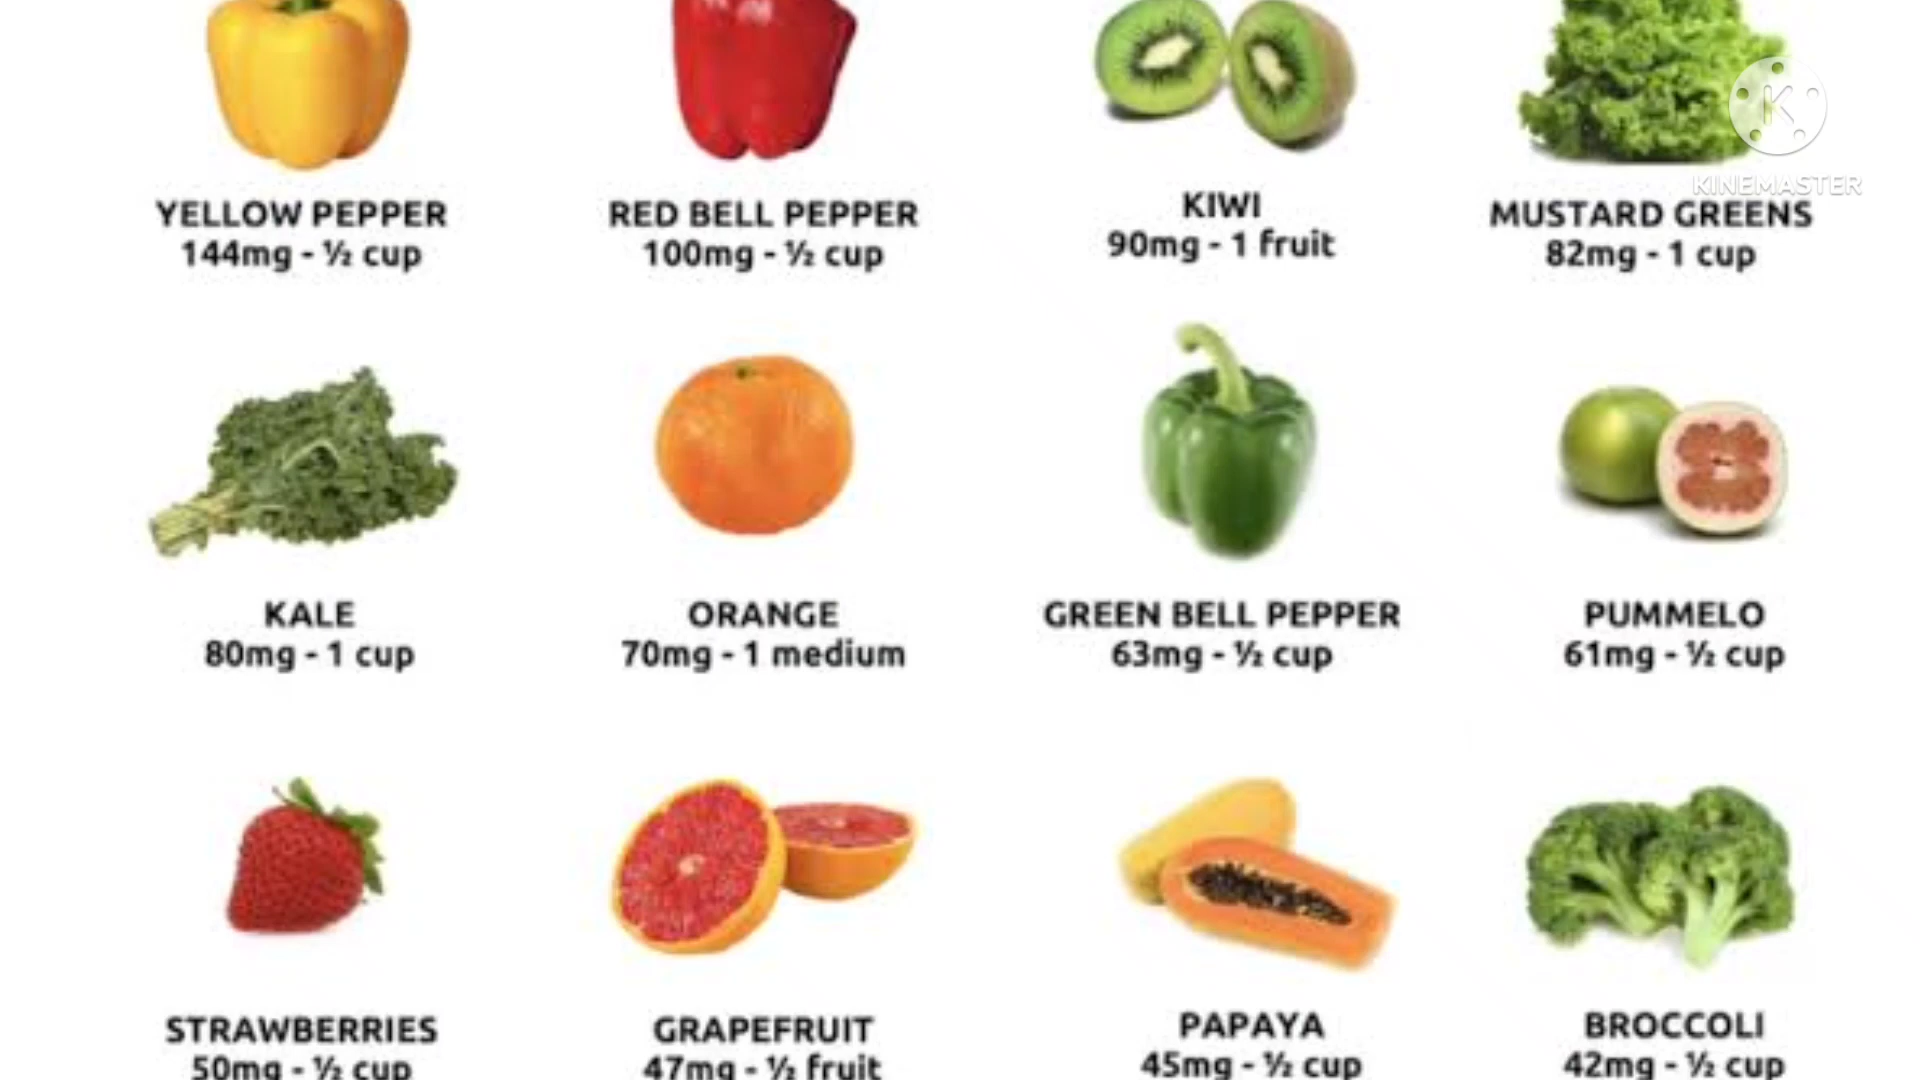 K
KINEMASTER
YELLOW PEPPER
144mg - ½ cup
RED BELL PEPPER
100mg - ½ cup
KIWI
90mg - 1 fruit
MUSTARD GREENS
82mg - 1 cup
KALE
80mg - 1 cup
ORANGE
70mg - 1 medium
GREEN BELL PEPPER
63mg - ½ cup
PUMMELO
61mg - ½ cup
STRAWBERRIES
50mg - ½ cup
GRAPEFRUIT
47mg - ½ fruit
PAPAYA
45mg - ½ cup
BROCCOLI
42mg - ½ cup